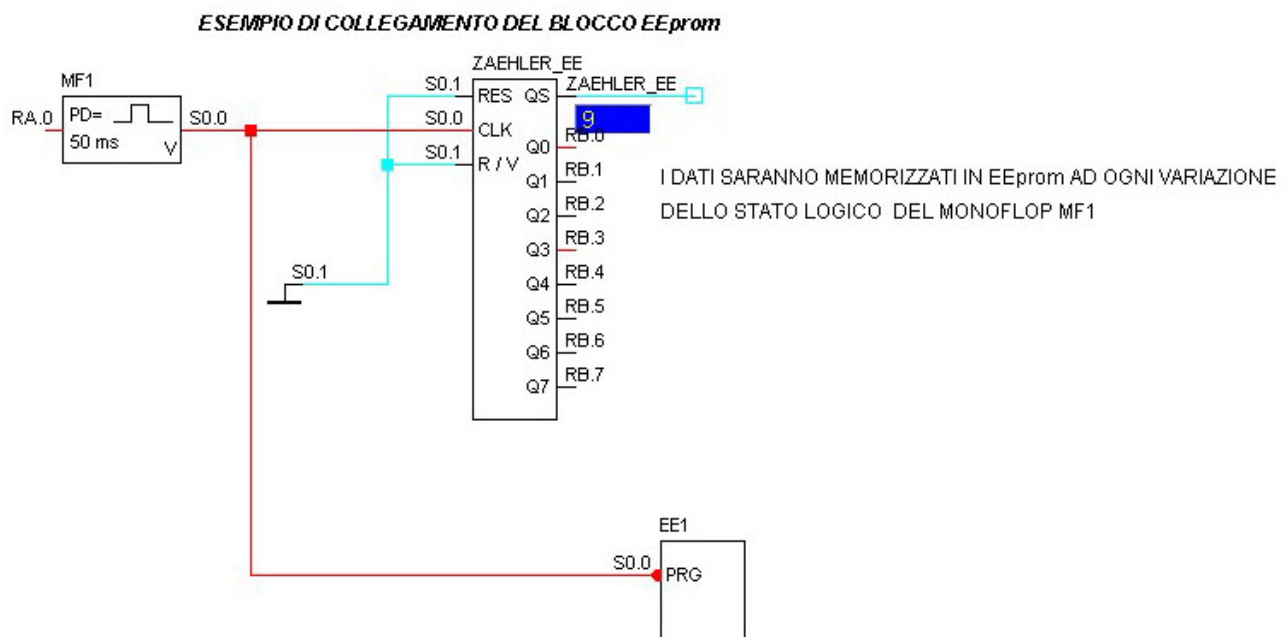 ESEMPIO DI COLLEGAMENTO DEL BLOCCO EEprom
ZAEHLER_EE
MF1
S0.1
ZAEHLER_EE
RES QS
RA.0
PD=
S0.0
S0.0
CLK
9
50 ms
V
RB.0
Q0
S0.1
R / V
RB.1
Q1
I DATI SARANNO MEMORIZZATI IN EEprom AD OGNI VARIAZIONE
RB.2
Q2
DELLO STATO LOGICO DEL MONOFLOP MF1
RB.3
Q3
S0.1
RB.4
Q4
RB.5
Q5
RB.6
Q6
RB.7
Q7
EE1
S0.0
PRG